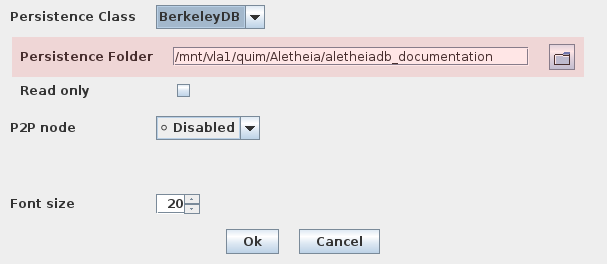 Persistence Class BerkeleyDB
Persistence Folder /mnt/vla1/quim/Aletheia/aletheiadb_documentation
Read only
P2P node Disabled
Font size 20
Ok Cancel